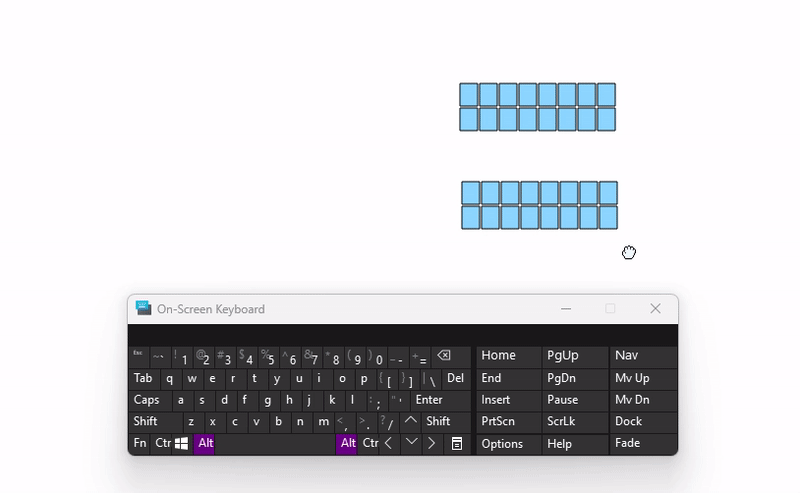 On-Screen Keyboard
Esc ~` !1 @2 #3 $4 %5 ^6 &7 *8 (9 )0 _- += Home PgUp Nav
Tab q w e r t y u i o p {[ }] |\ Del End PgDn Mv Up
Caps a s d f g h j k l :; "' Enter Insert Pause Mv Dn
Shift z x c v b n m <, >. ?/ Shift PrtScn ScrLk Dock
Fn Ctr Alt Alt Ctr Options Help Fade